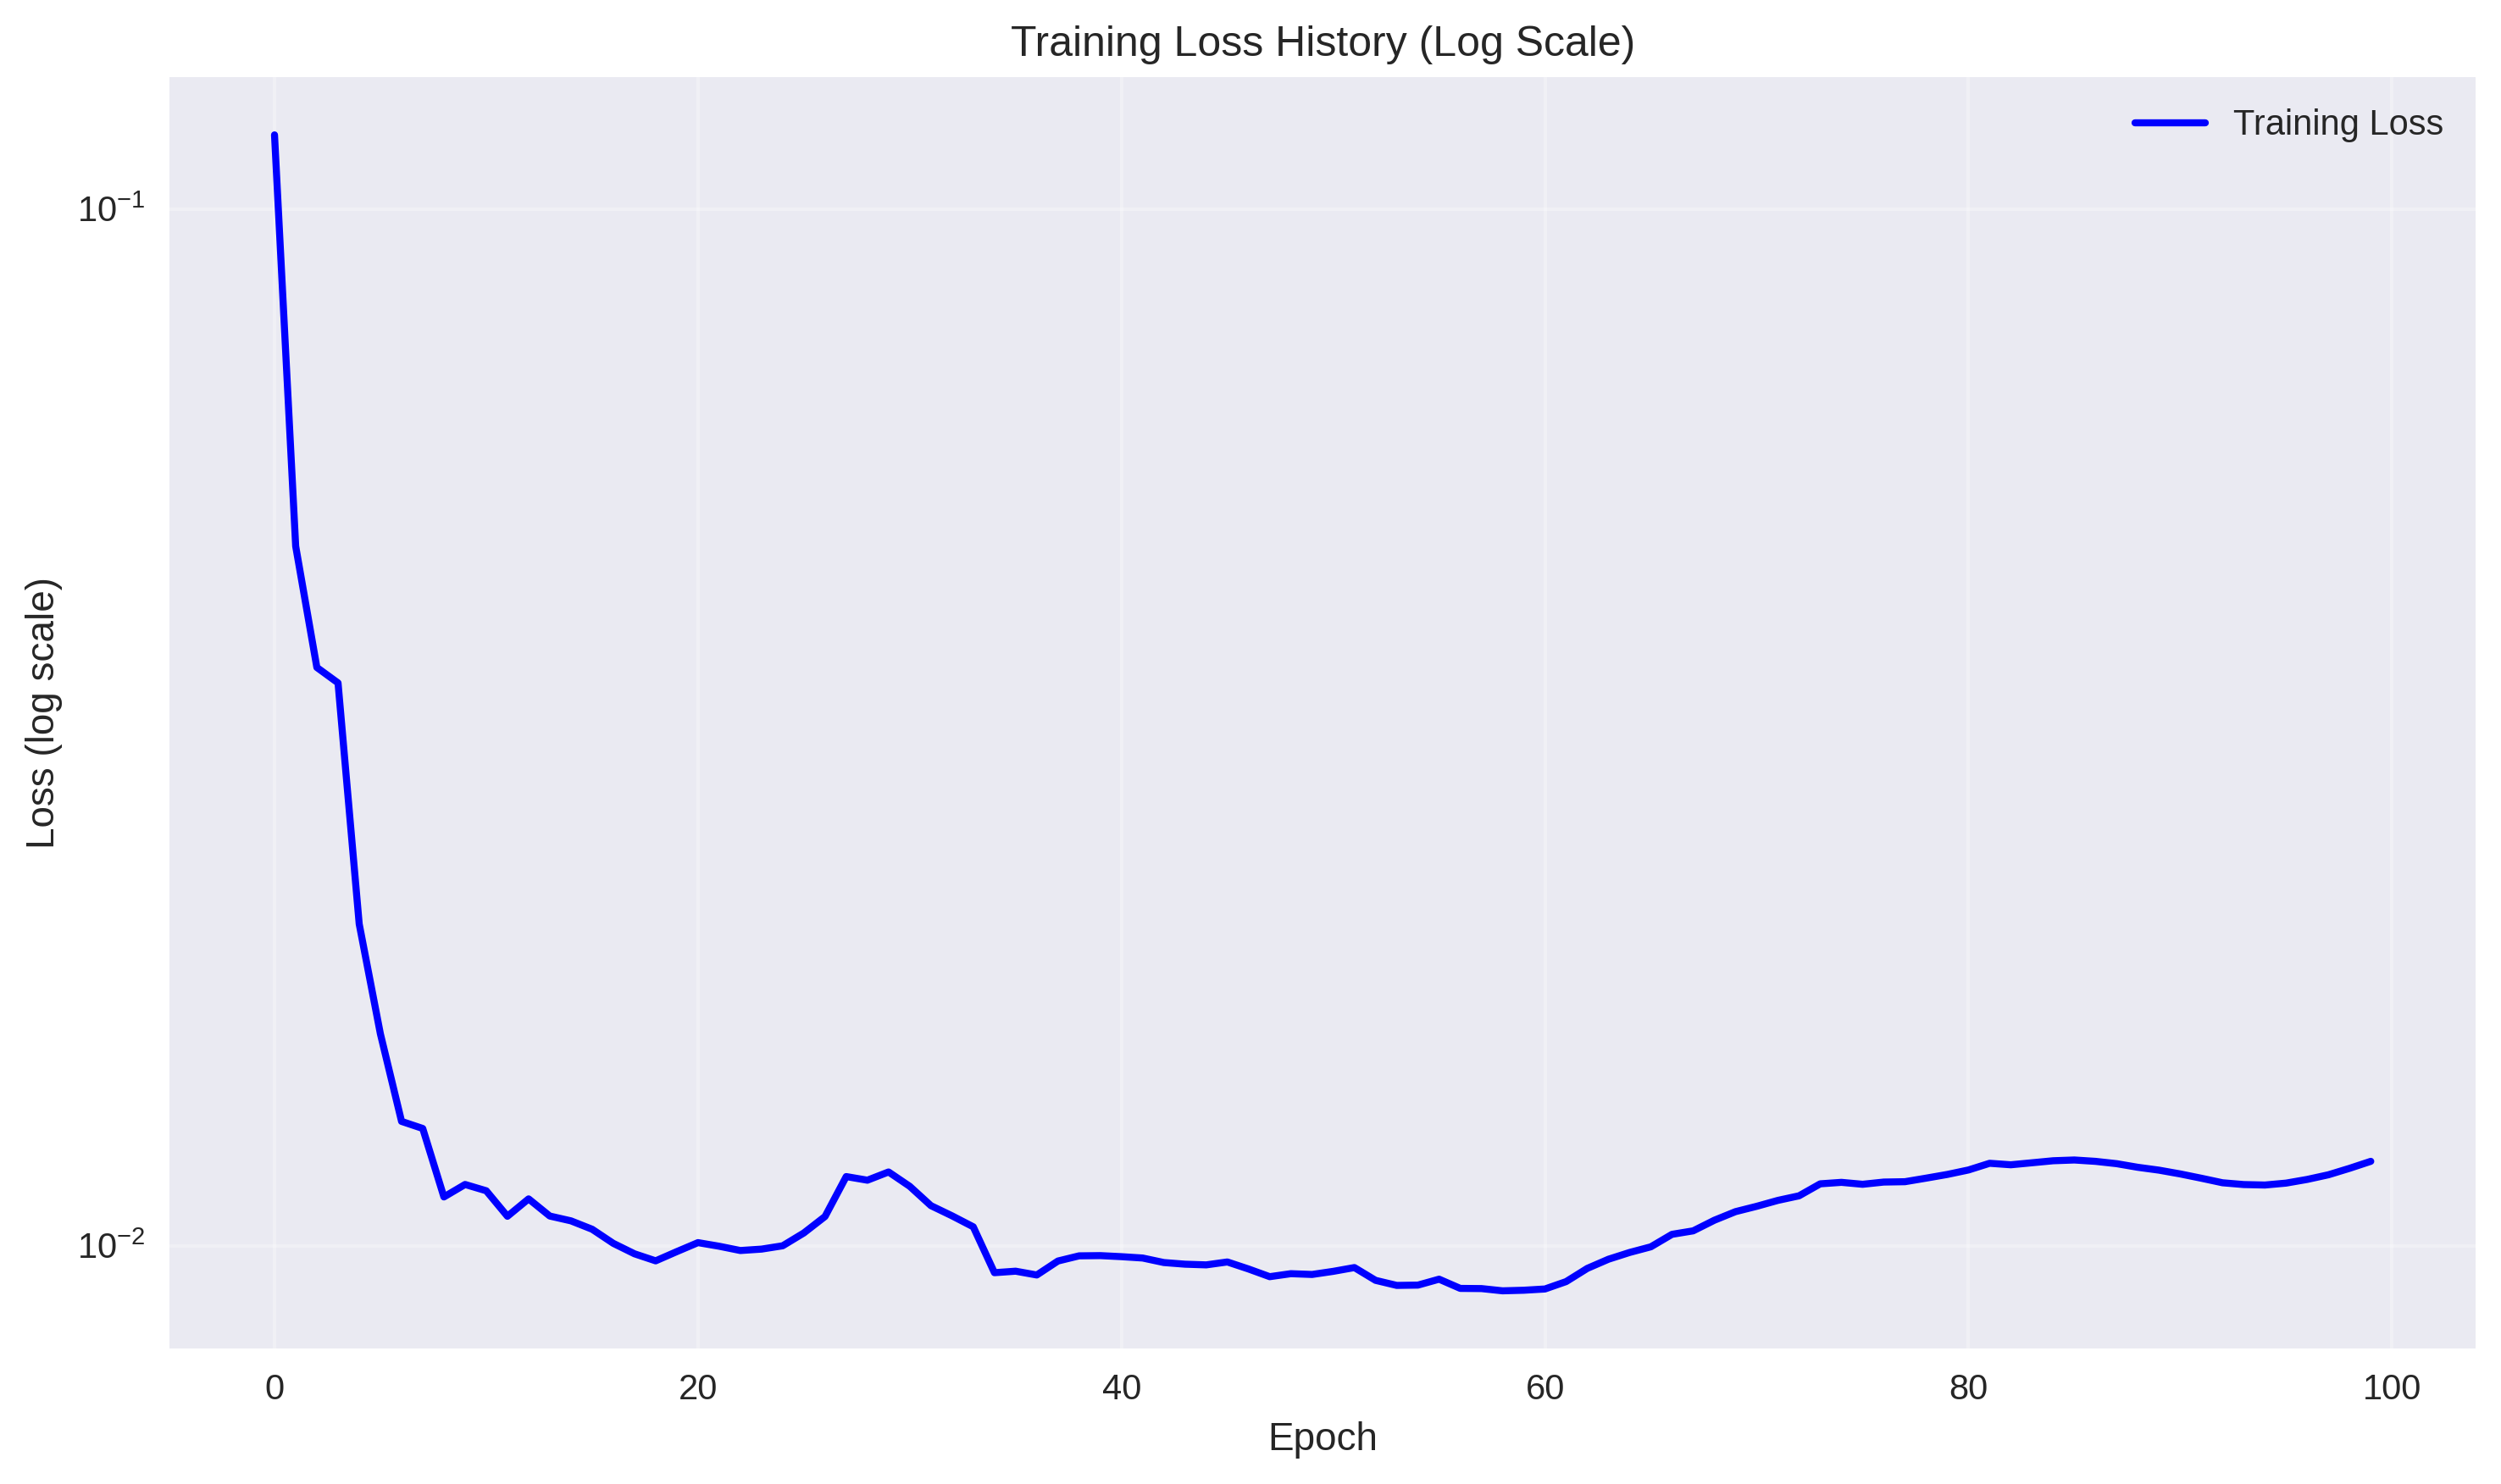 Training Loss History (Log Scale)
Training Loss
10⁻¹
Loss (log scale)
10⁻²
0 20 40 60 80 100
Epoch